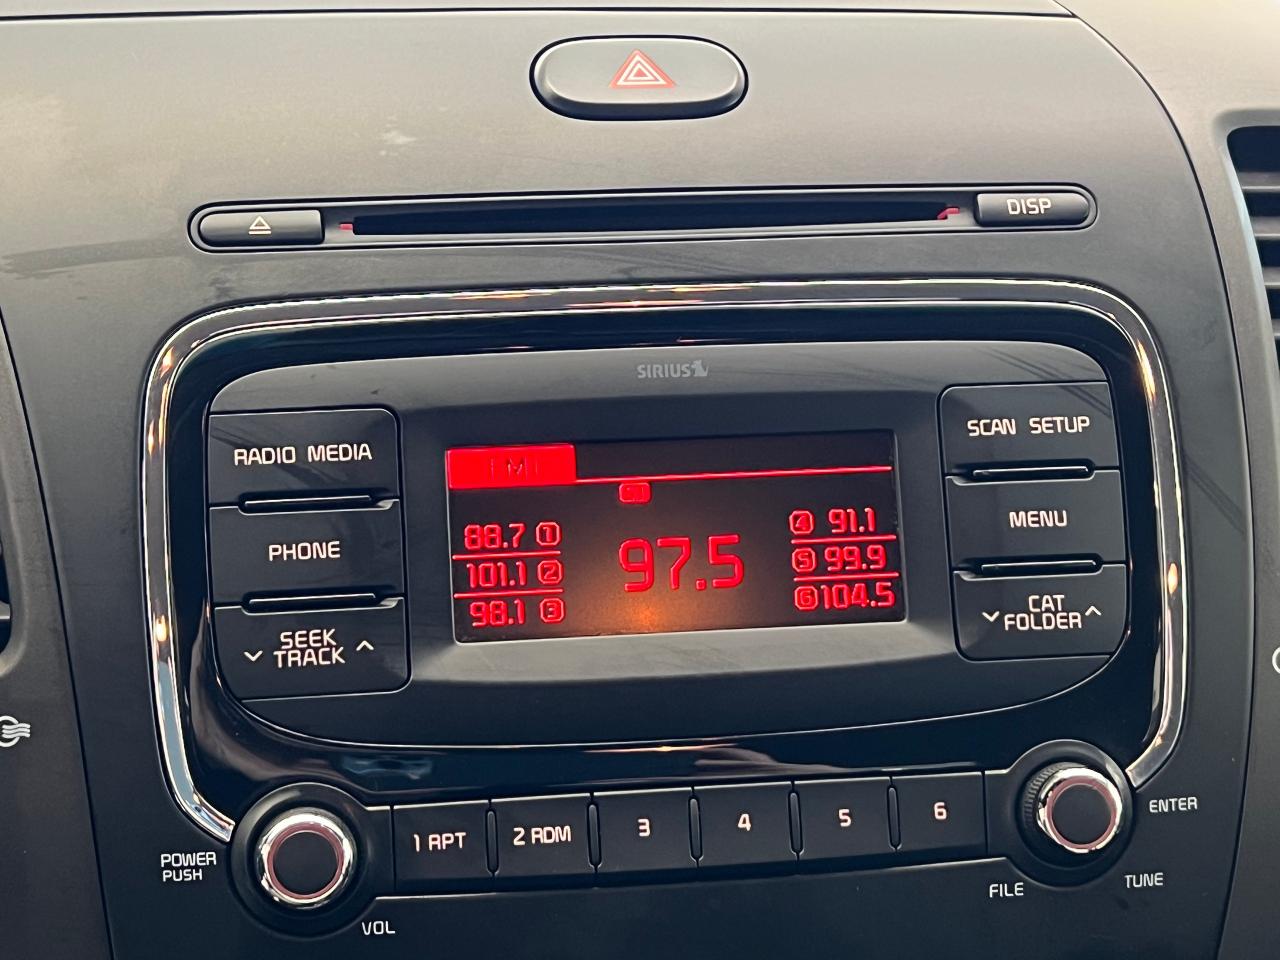 DISP
SIRIUS
RADIO MEDIA
PHONE
SEEK
TRACK
FM1
88.7 1
101.1 2
98.1 3
97.5
4 91.1
5 99.9
6 104.5
SCAN SETUP
MENU
CAT
FOLDER
POWER
PUSH
VOL
1 RPT
2 RDM
3
4
5
6
ENTER
FILE
TUNE